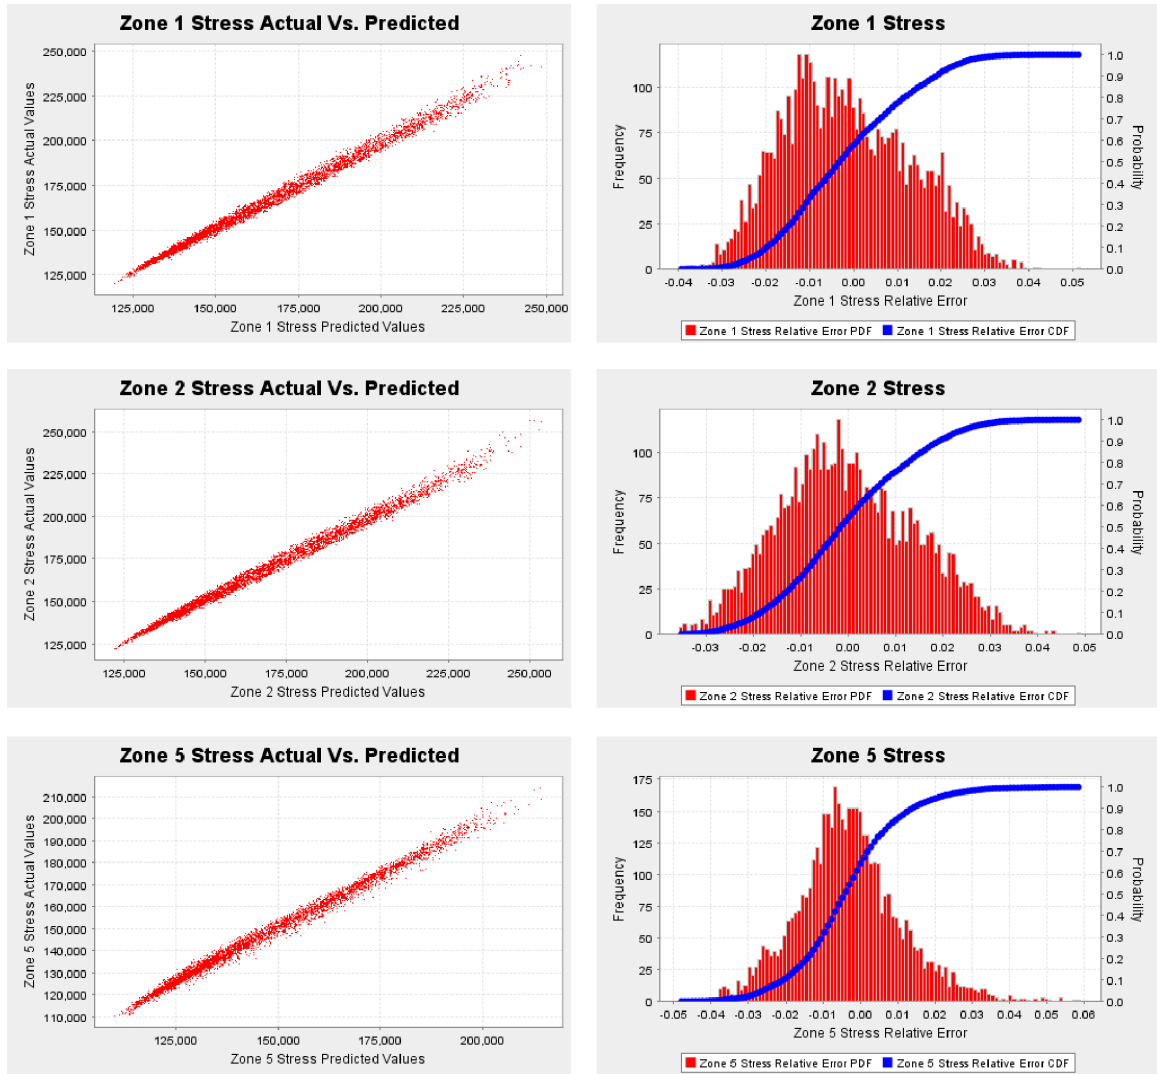 Zone 1 Stress Actual Vs. Predicted
250,000
225,000
200,000
175,000
150,000
125,000
Zone 1 Stress Actual Values
125,000 150,000 175,000 200,000 225,000 250,000
Zone 1 Stress Predicted Values
Zone 1 Stress
100
75
50
25
0
Frequency
1.0
0.9
0.8
0.7
0.6
0.5
0.4
0.3
0.2
0.1
0.0
Probability
-0.04 -0.03 -0.02 -0.01 0.00 0.01 0.02 0.03 0.04 0.05
Zone 1 Stress Relative Error
Zone 1 Stress Relative Error PDF Zone 1 Stress Relative Error CDF
Zone 2 Stress Actual Vs. Predicted
250,000
225,000
200,000
175,000
150,000
125,000
Zone 2 Stress Actual Values
125,000 150,000 175,000 200,000 225,000 250,000
Zone 2 Stress Predicted Values
Zone 2 Stress
100
75
50
25
0
Frequency
1.0
0.9
0.8
0.7
0.6
0.5
0.4
0.3
0.2
0.1
0.0
Probability
-0.03 -0.02 -0.01 0.00 0.01 0.02 0.03 0.04 0.05
Zone 2 Stress Relative Error
Zone 2 Stress Relative Error PDF Zone 2 Stress Relative Error CDF
Zone 5 Stress Actual Vs. Predicted
210,000
200,000
190,000
180,000
170,000
160,000
150,000
140,000
130,000
120,000
110,000
Zone 5 Stress Actual Values
125,000 150,000 175,000 200,000
Zone 5 Stress Predicted Values
Zone 5 Stress
175
150
125
100
75
50
25
0
Frequency
1.0
0.9
0.8
0.7
0.6
0.5
0.4
0.3
0.2
0.1
0.0
Probability
-0.05 -0.04 -0.03 -0.02 -0.01 0.00 0.01 0.02 0.03 0.04 0.05 0.06
Zone 5 Stress Relative Error
Zone 5 Stress Relative Error PDF Zone 5 Stress Relative Error CDF